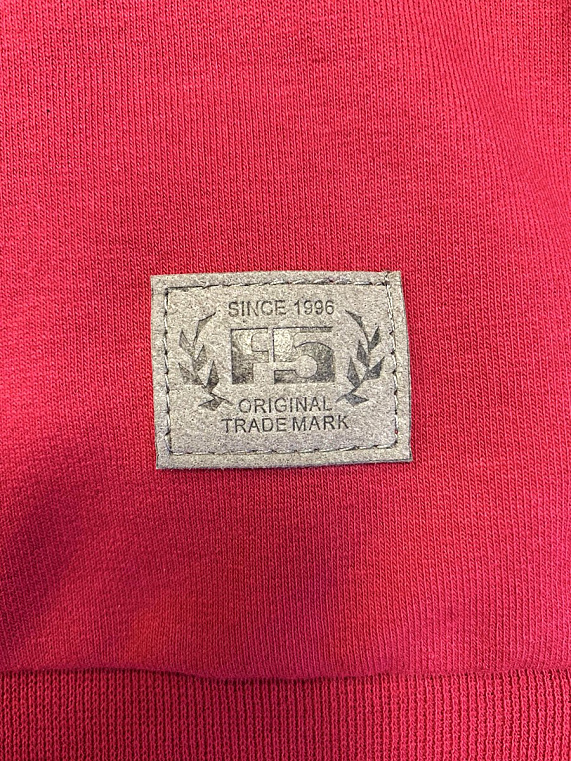 SINCE 1996
F5
ORIGINAL
TRADE MARK